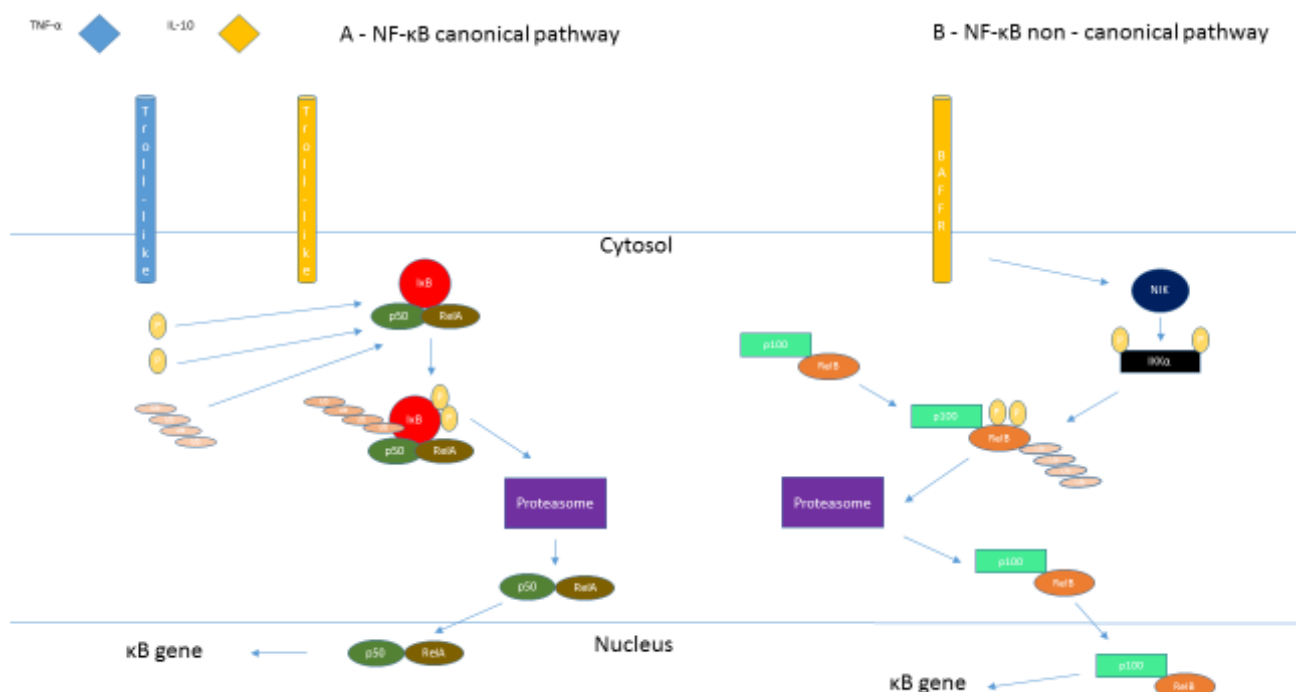 TNF-α
IL-10
A - NF-κB canonical pathway
B - NF-κB non - canonical pathway
Troll-like
Troll-like
BAFFR
Cytosol
IκB
p50
RelA
NIK
P
P
p100
RelB
P
P
IKKα
P
P
IκB
p50
RelA
p100
P
P
RelB
Proteasome
Proteasome
p50
RelA
p100
RelB
Nucleus
κB gene
p50
RelA
p100
RelB
κB gene